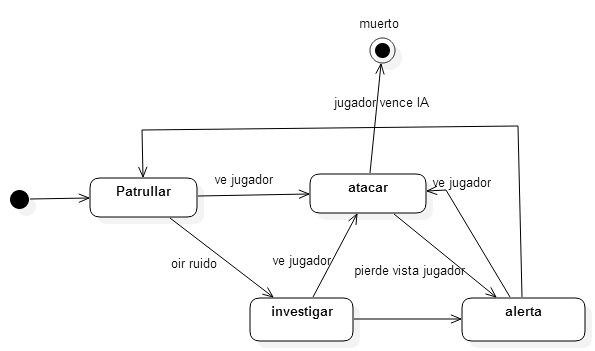 muerto
jugador vence IA
Patrullar
ve jugador
atacar
ve jugador
oir ruido
ve jugador
pierde vista jugador
investigar
alerta